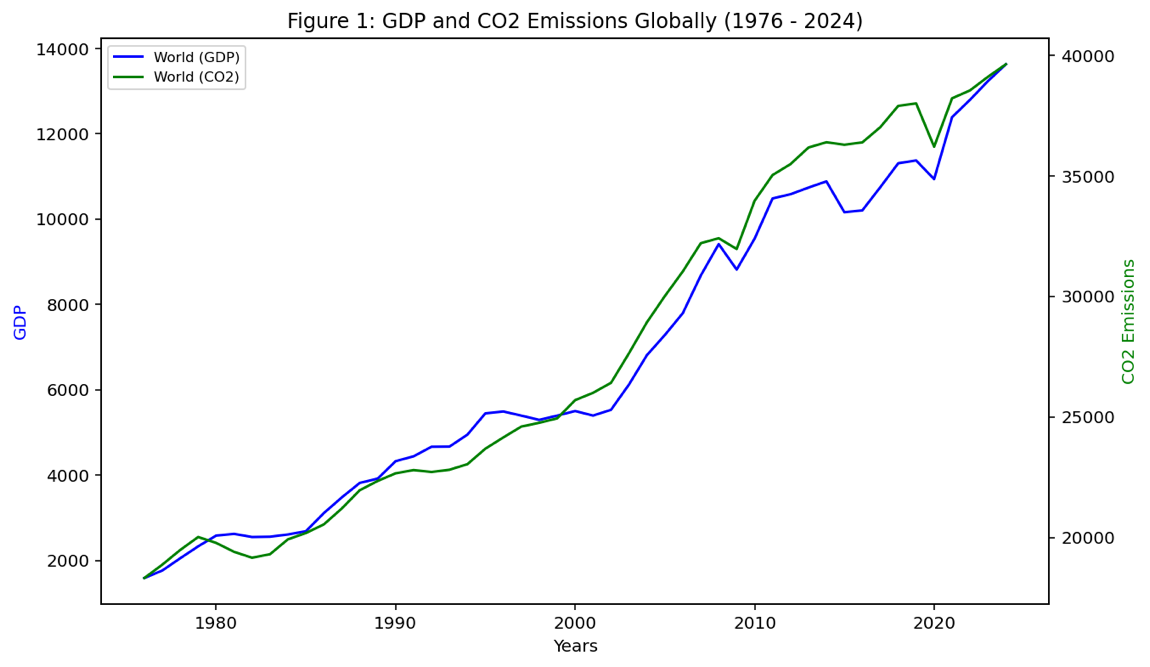 Figure 1: GDP and CO2 Emissions Globally (1976 - 2024)
World (GDP)
World (CO2)
GDP
14000
12000
10000
8000
6000
4000
2000
40000
35000
30000
25000
20000
CO2 Emissions
1980
1990
2000
2010
2020
Years